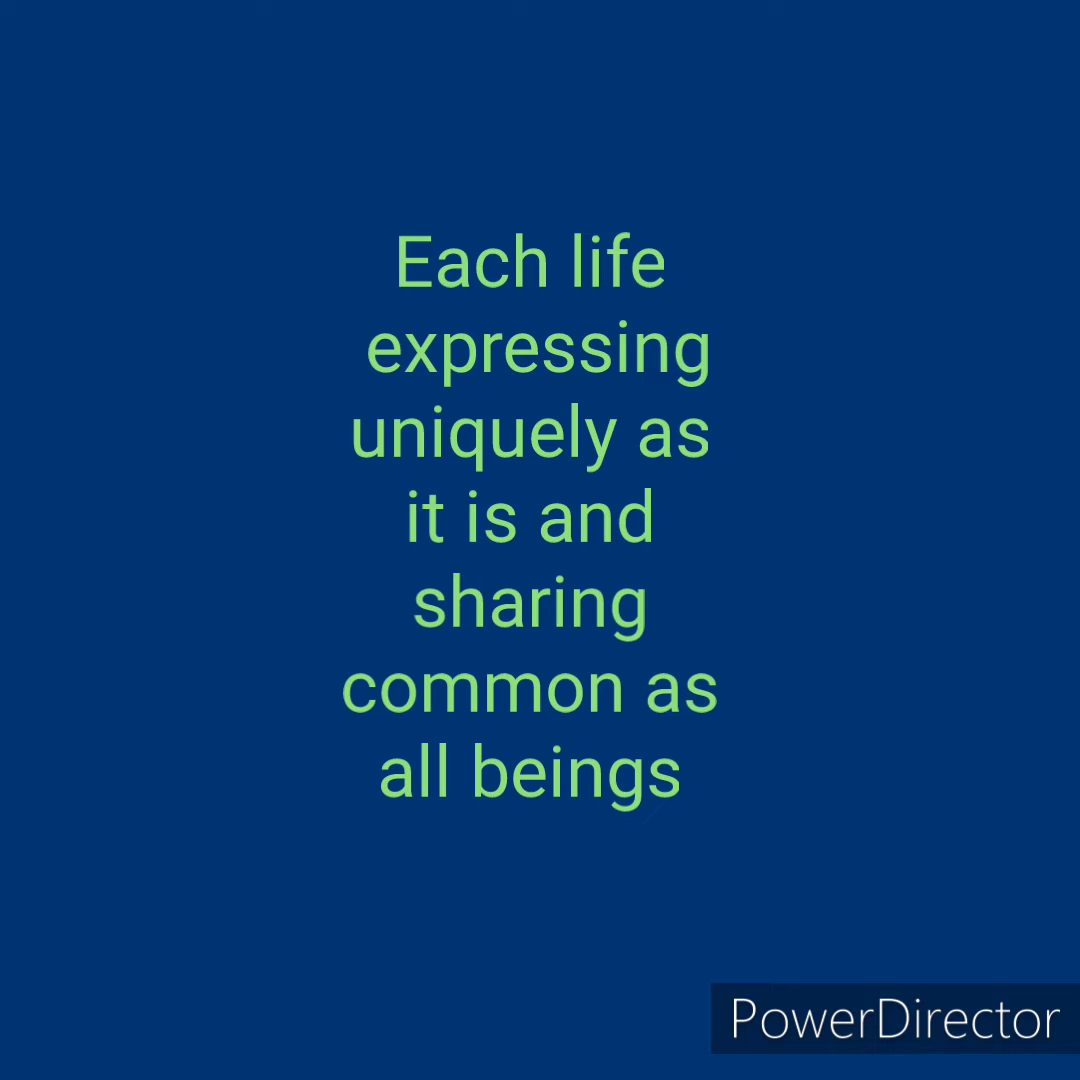 Each life
expressing
uniquely as
it is and
sharing
common as
all beings
PowerDirector